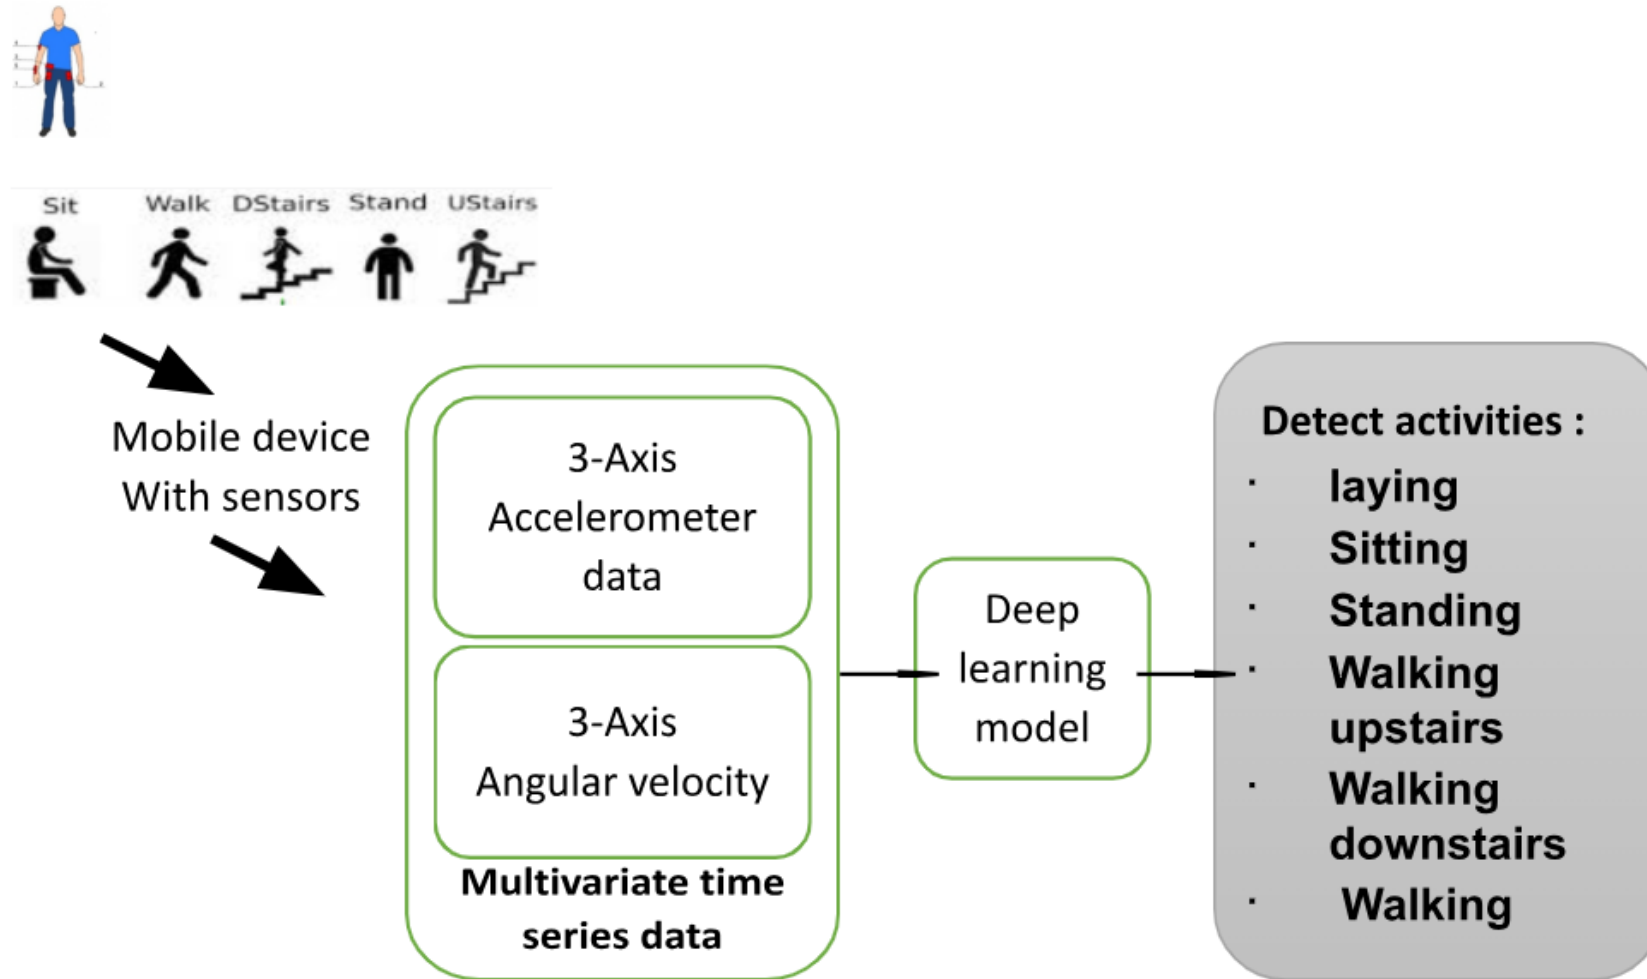 Sit Walk DStairs Stand UStairs
Mobile device
With sensors
3-Axis
Accelerometer
data
3-Axis
Angular velocity
Multivariate time
series data
Deep
learning
model
Detect activities :
· laying
· Sitting
· Standing
· Walking
upstairs
· Walking
downstairs
· Walking